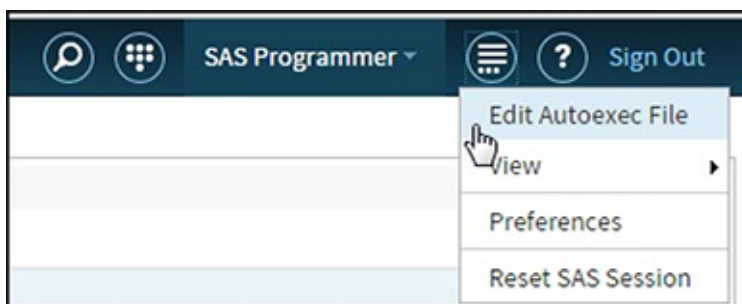 SAS Programmer
? Sign Out
Edit Autoexec File
View
Preferences
Reset SAS Session